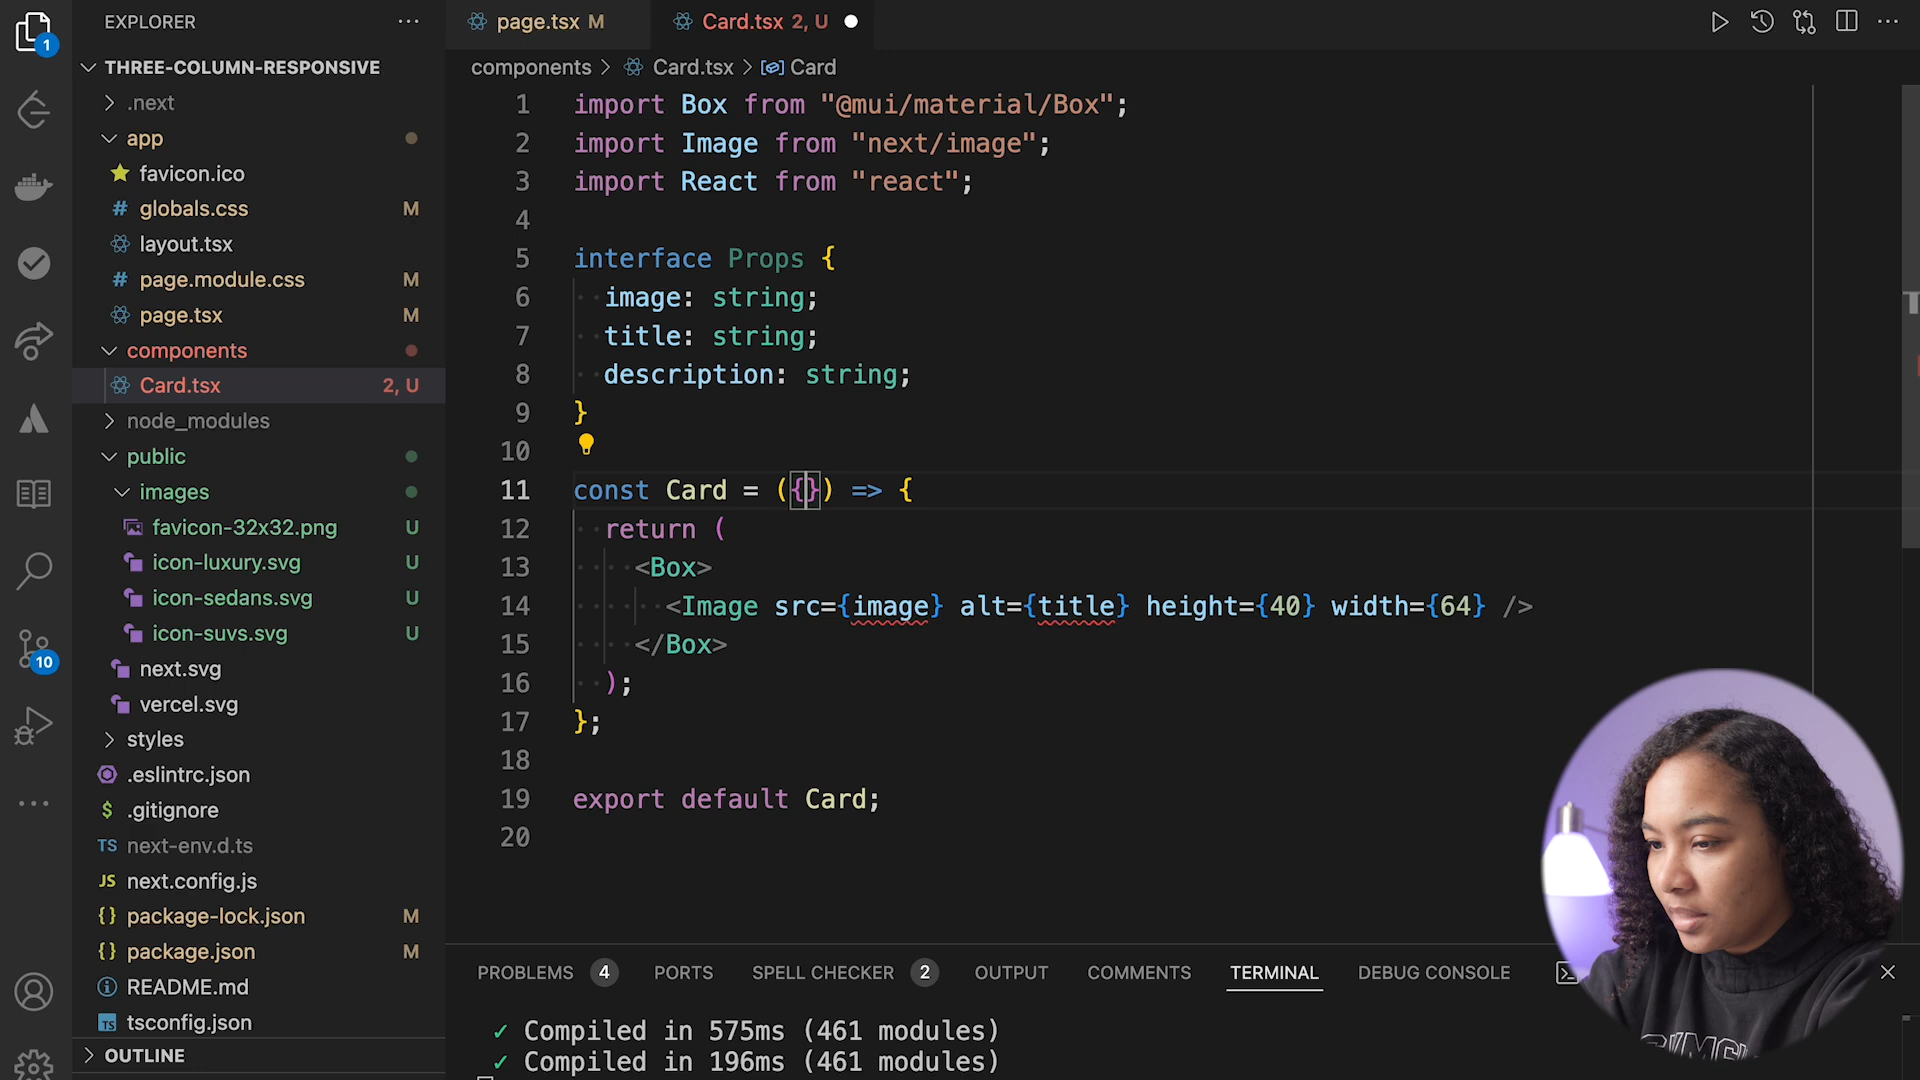 EXPLORER
1
THREE-COLUMN-RESPONSIVE
.next
app
favicon.ico
# globals.css M
layout.tsx
# page.module.css M
page.tsx M
components
Card.tsx 2, U
node_modules
public
images
favicon-32x32.png U
icon-luxury.svg U
icon-sedans.svg U
icon-suvs.svg U
next.svg
10
vercel.svg
styles
.eslintrc.json
$ .gitignore
TS next-env.d.ts
JS next.config.js
{} package-lock.json M
{} package.json M
README.md
TS tsconfig.json
OUTLINE
page.tsx M
Card.tsx 2, U
components > Card.tsx > Card
1 import Box from "@mui/material/Box";
2 import Image from "next/image";
3 import React from "react";
4
5 interface Props {
6 image: string;
7 title: string;
8 description: string;
9 }
10
11 const Card = ({}) => {
12 return (
13 <Box>
14 <Image src={image} alt={title} height={40} width={64} />
15 </Box>
16 );
17 };
18
19 export default Card;
20
PROBLEMS 4 PORTS SPELL CHECKER 2 OUTPUT COMMENTS TERMINAL DEBUG CONSOLE
✓ Compiled in 575ms (461 modules)
✓ Compiled in 196ms (461 modules)